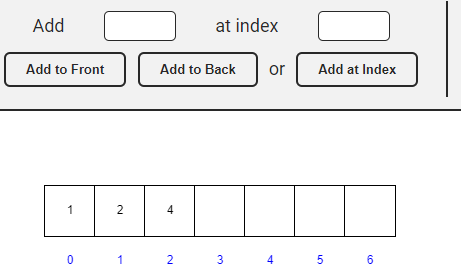 Add at index
Add to Front Add to Back or Add at Index
1 2 4
0 1 2 3 4 5 6